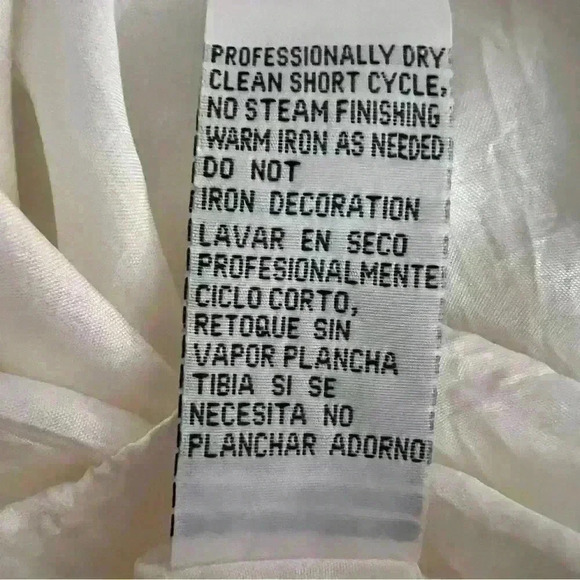 PROFESSIONALLY DRY
CLEAN SHORT CYCLE,
NO STEAM FINISHING
WARM IRON AS NEEDED
DO NOT
IRON DECORATION
LAVAR EN SECO
PROFESIONALMENTE
CICLO CORTO,
RETOQUE SIN
VAPOR PLANCHA
TIBIA SI SE
NECESITA NO
PLANCHAR ADORNO